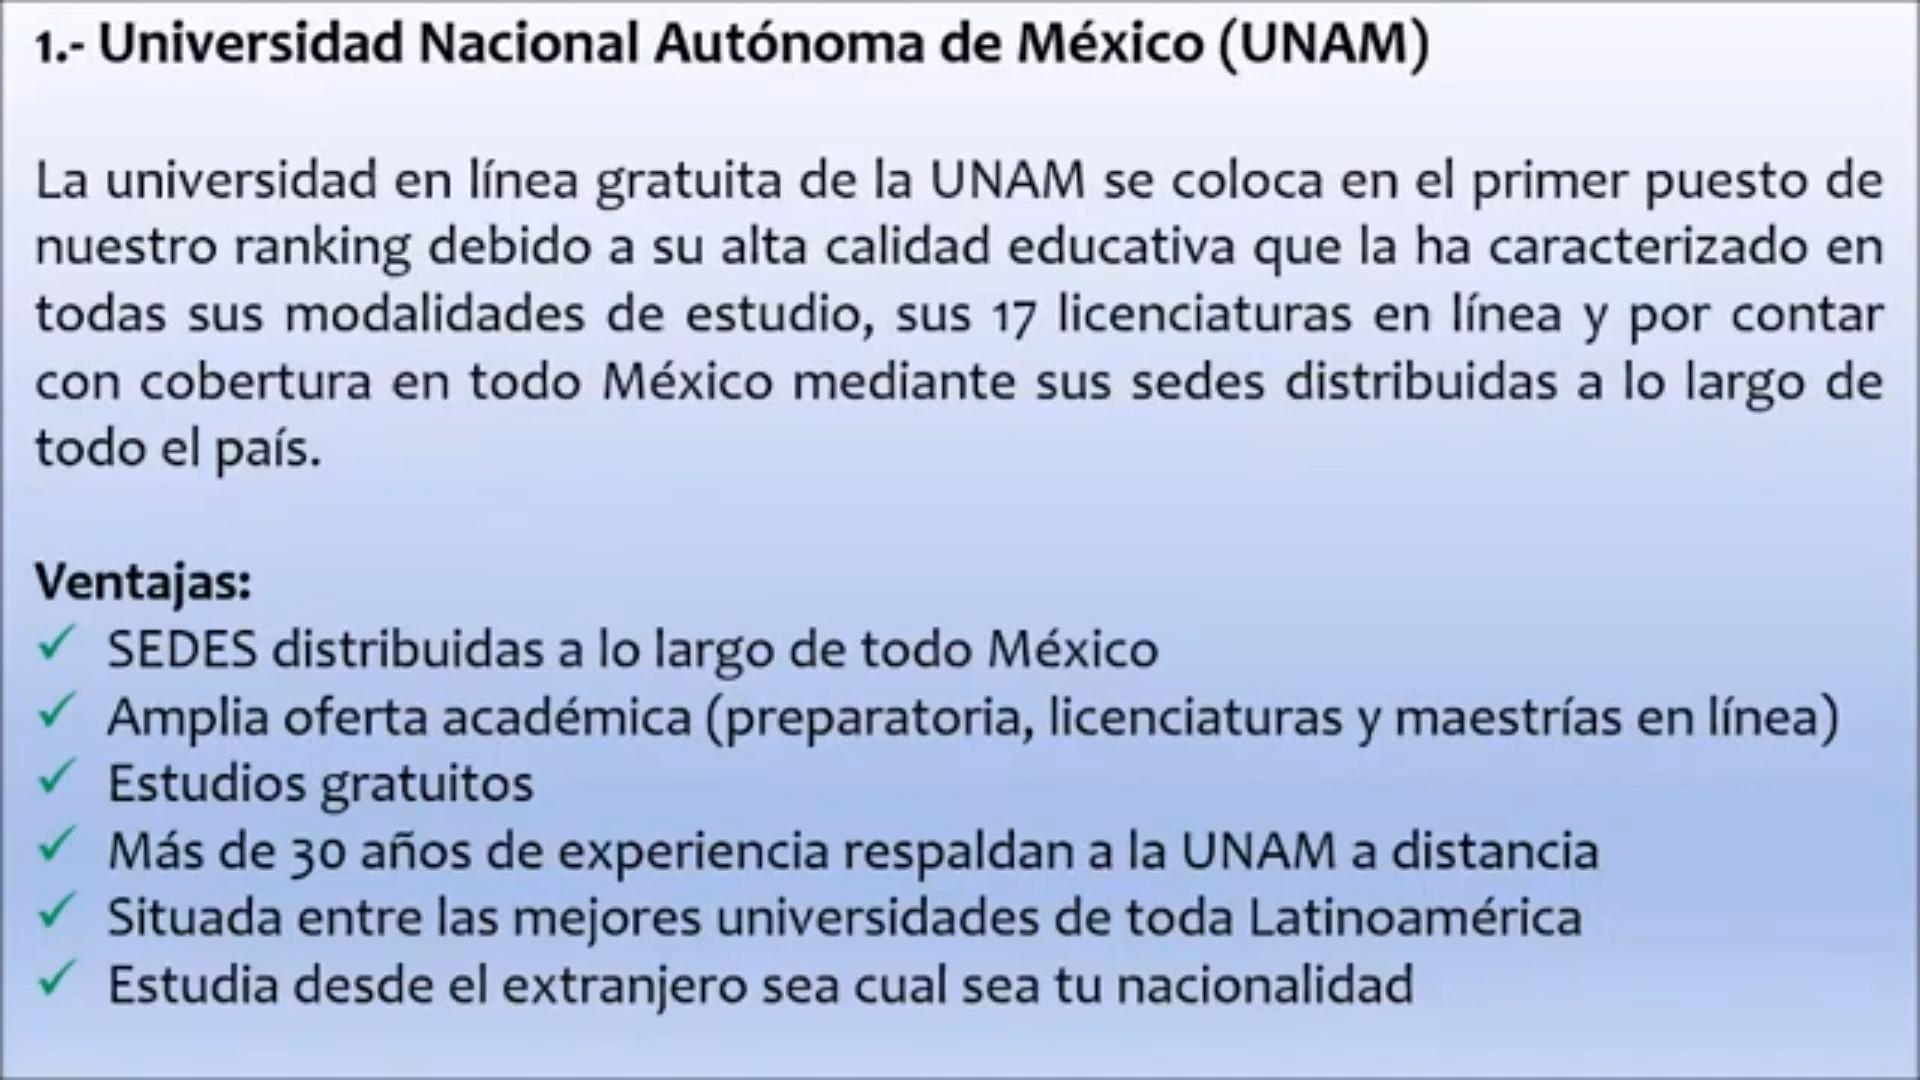 1.- Universidad Nacional Autónoma de México (UNAM)
La universidad en línea gratuita de la UNAM se coloca en el primer puesto de
nuestro ranking debido a su alta calidad educativa que la ha caracterizado en
todas sus modalidades de estudio, sus 17 licenciaturas en línea y por contar
con cobertura en todo México mediante sus sedes distribuidas a lo largo de
todo el país.
Ventajas:
✓ SEDES distribuidas a lo largo de todo México
✓ Amplia oferta académica (preparatoria, licenciaturas y maestrías en línea)
✓ Estudios gratuitos
✓ Más de 30 años de experiencia respaldan a la UNAM a distancia
✓ Situada entre las mejores universidades de toda Latinoamérica
✓ Estudia desde el extranjero sea cual sea tu nacionalidad